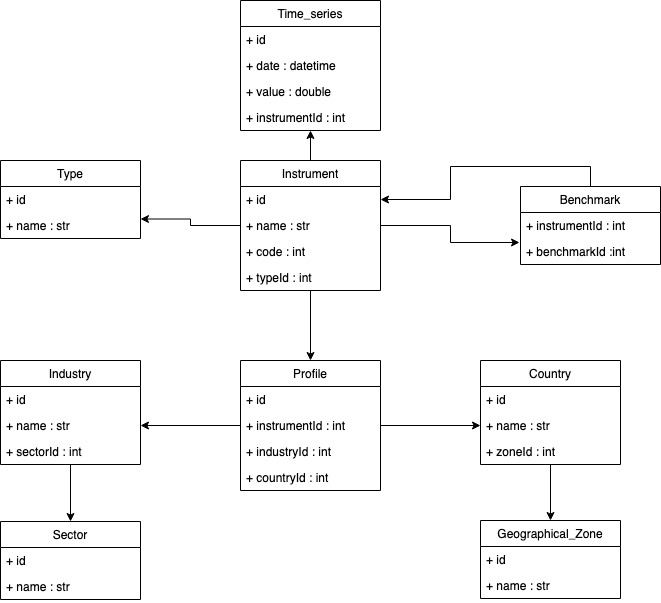 Time_series
+ id
+ date : datetime
+ value : double
+ instrumentId : int
Type
+ id
+ name : str
Instrument
+ id
+ name : str
+ code : int
+ typeId : int
Benchmark
+ instrumentId : int
+ benchmarkId :int
Industry
+ id
+ name : str
+ sectorId : int
Profile
+ id
+ instrumentId : int
+ industryId : int
+ countryId : int
Country
+ id
+ name : str
+ zoneId : int
Sector
+ id
+ name : str
Geographical_Zone
+ id
+ name : str